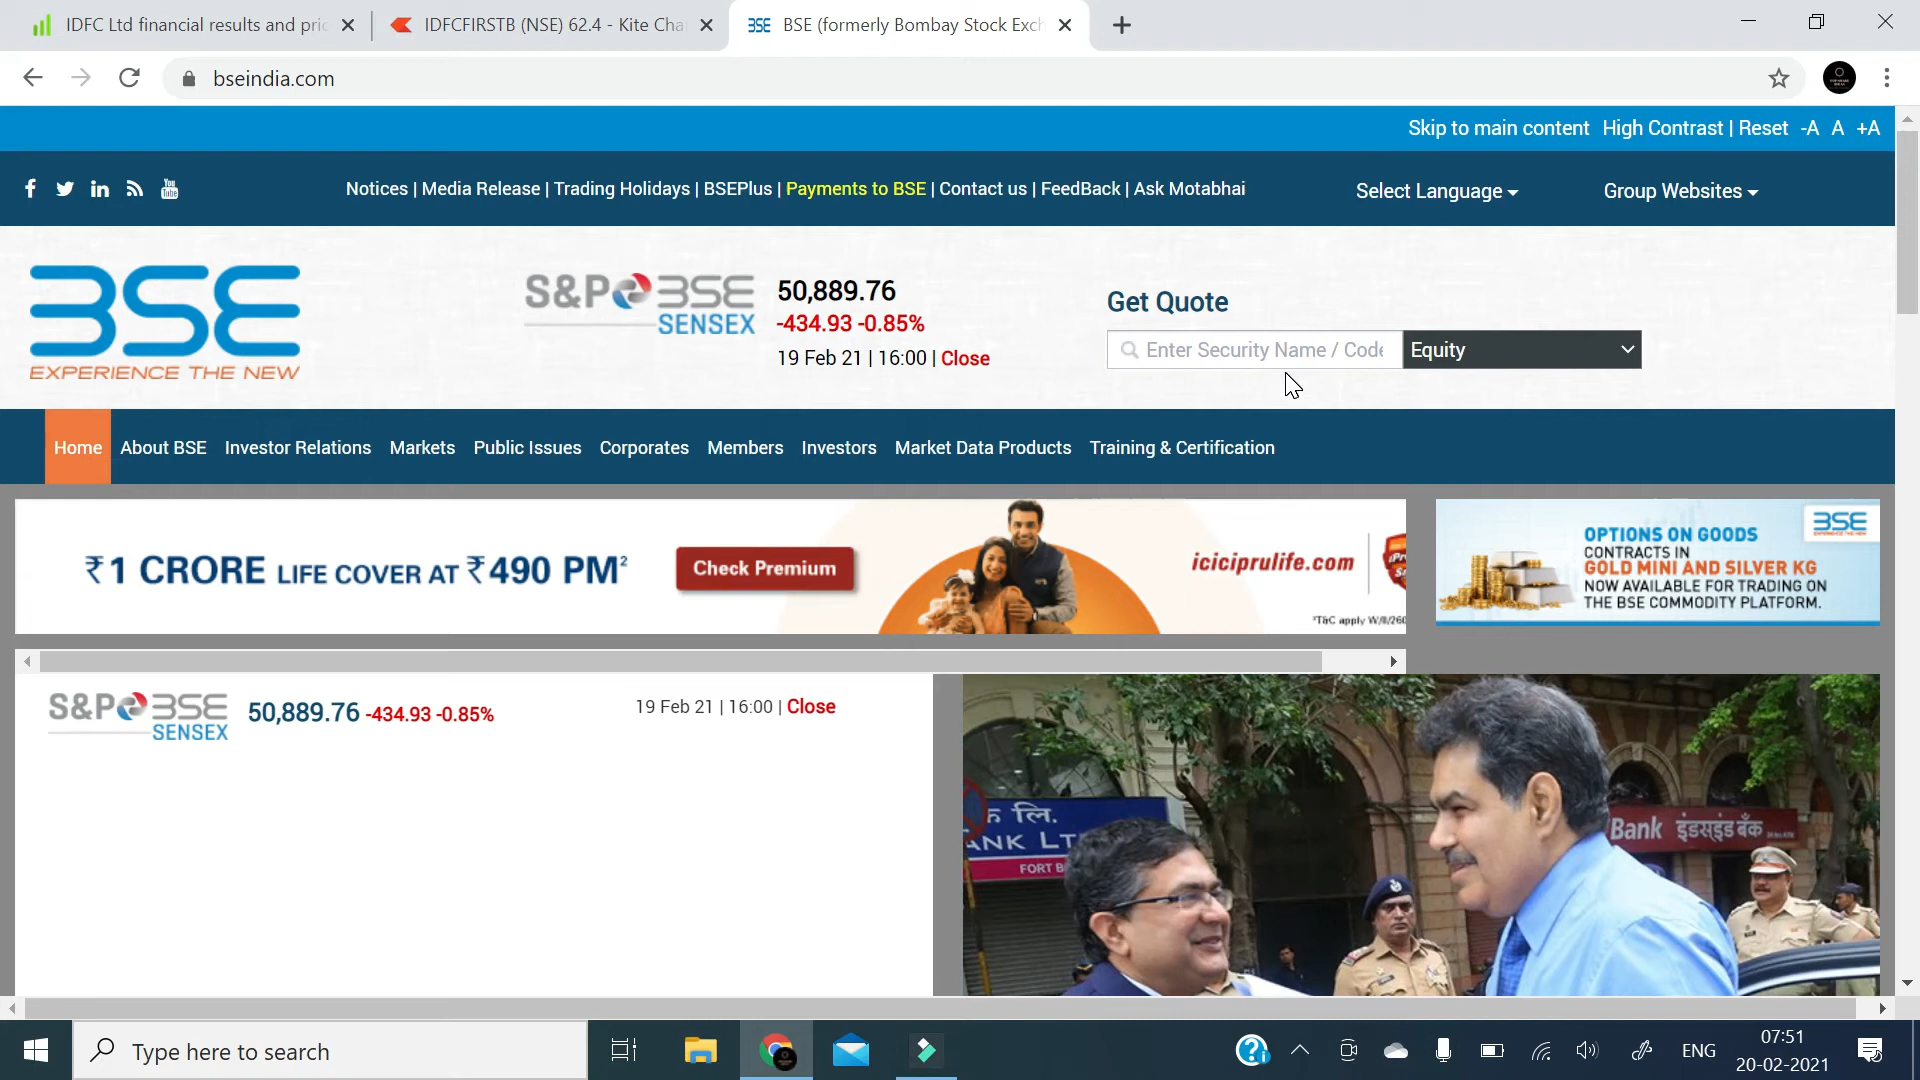 IDFC Ltd financial results and pric
IDFCFIRSTB (NSE) 62.4 - Kite Cha
BSE (formerly Bombay Stock Exch
bseindia.com
Skip to main content High Contrast | Reset -A A +A
Notices | Media Release | Trading Holidays | BSEPlus | Payments to BSE | Contact us | FeedBack | Ask Motabhai
Select Language
Group Websites
BSE
EXPERIENCE THE NEW
S&P BSE
SENSEX
50,889.76
-434.93 -0.85%
19 Feb 21 | 16:00 | Close
Get Quote
Enter Security Name / Code
Equity
Home About BSE Investor Relations Markets Public Issues Corporates Members Investors Market Data Products Training & Certification
₹1 CRORE LIFE COVER AT ₹490 PM²
Check Premium
iciciprulife.com
*T&C apply W/II/260
BSE
OPTIONS ON GOODS
CONTRACTS IN
GOLD MINI AND SILVER KG
NOW AVAILABLE FOR TRADING ON
THE BSE COMMODITY PLATFORM.
S&P BSE
SENSEX
50,889.76 -434.93 -0.85%
19 Feb 21 | 16:00 | Close
लि.
ANK LT
FORT B
Bank इंडसइंड बैंक
Type here to search
ENG
07:51
20-02-2021